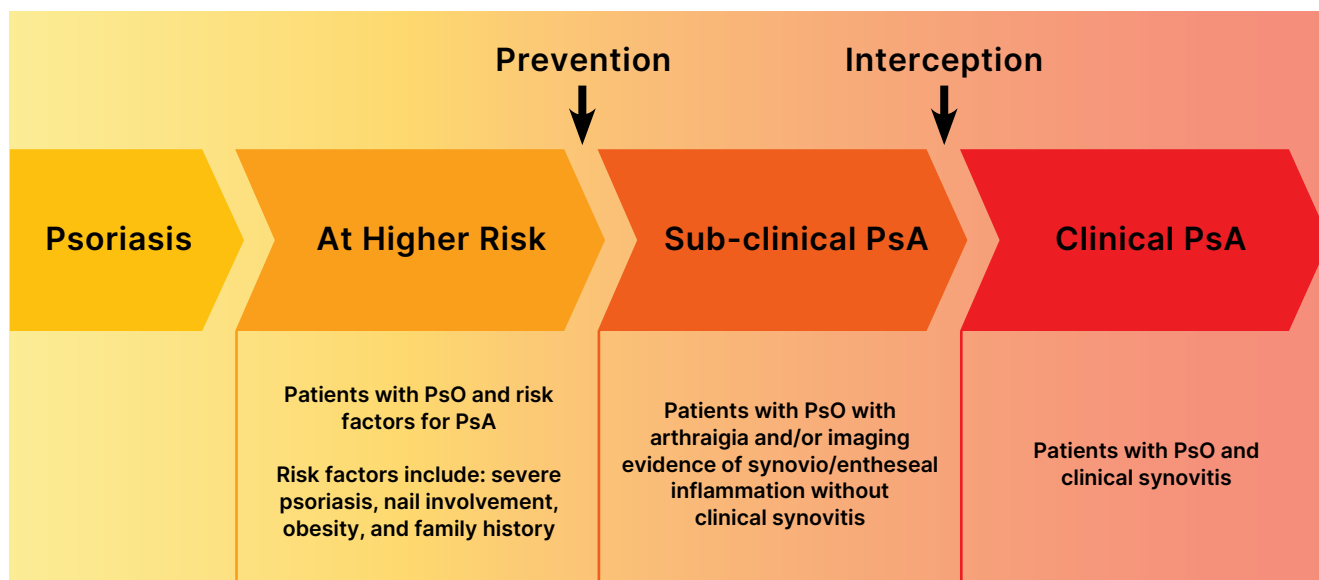 Prevention
Interception
Psoriasis
At Higher Risk
Sub-clinical PsA
Clinical PsA
Patients with PsO and risk
factors for PsA
Risk factors include: severe
psoriasis, nail involvement,
obesity, and family history
Patients with PsO with
arthraigia and/or imaging
evidence of synovio/entheseal
inflammation without
clinical synovitis
Patients with PsO and
clinical synovitis